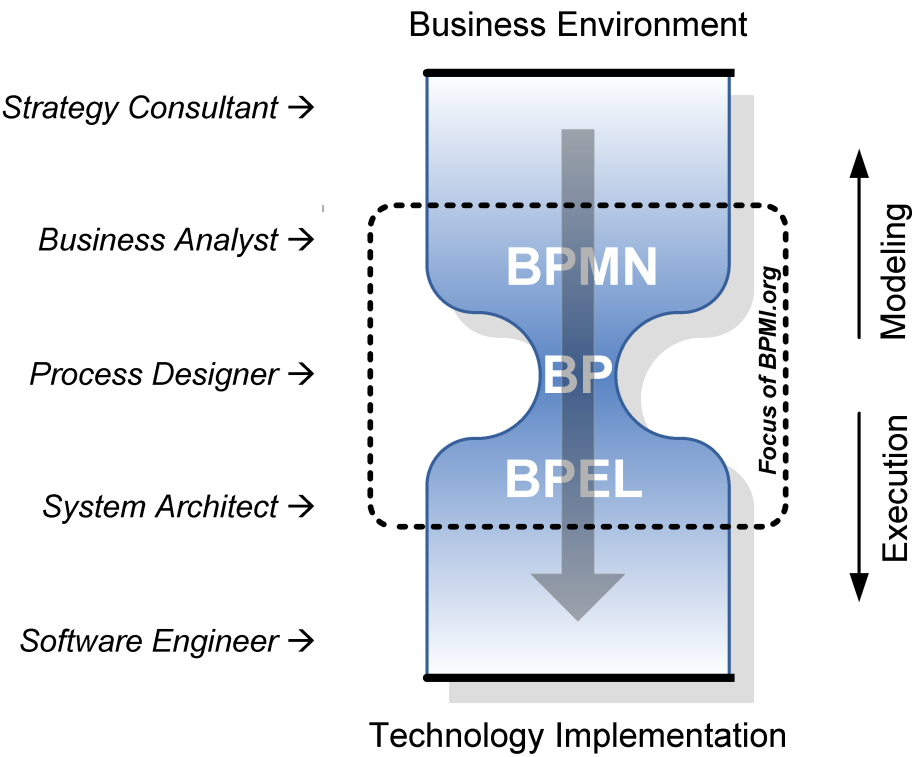 Business Environment
Strategy Consultant →
Business Analyst →
BPMN
Process Designer →
BP
System Architect →
BPEL
Software Engineer →
Focus of BPMI.org
Modeling
Execution
Technology Implementation